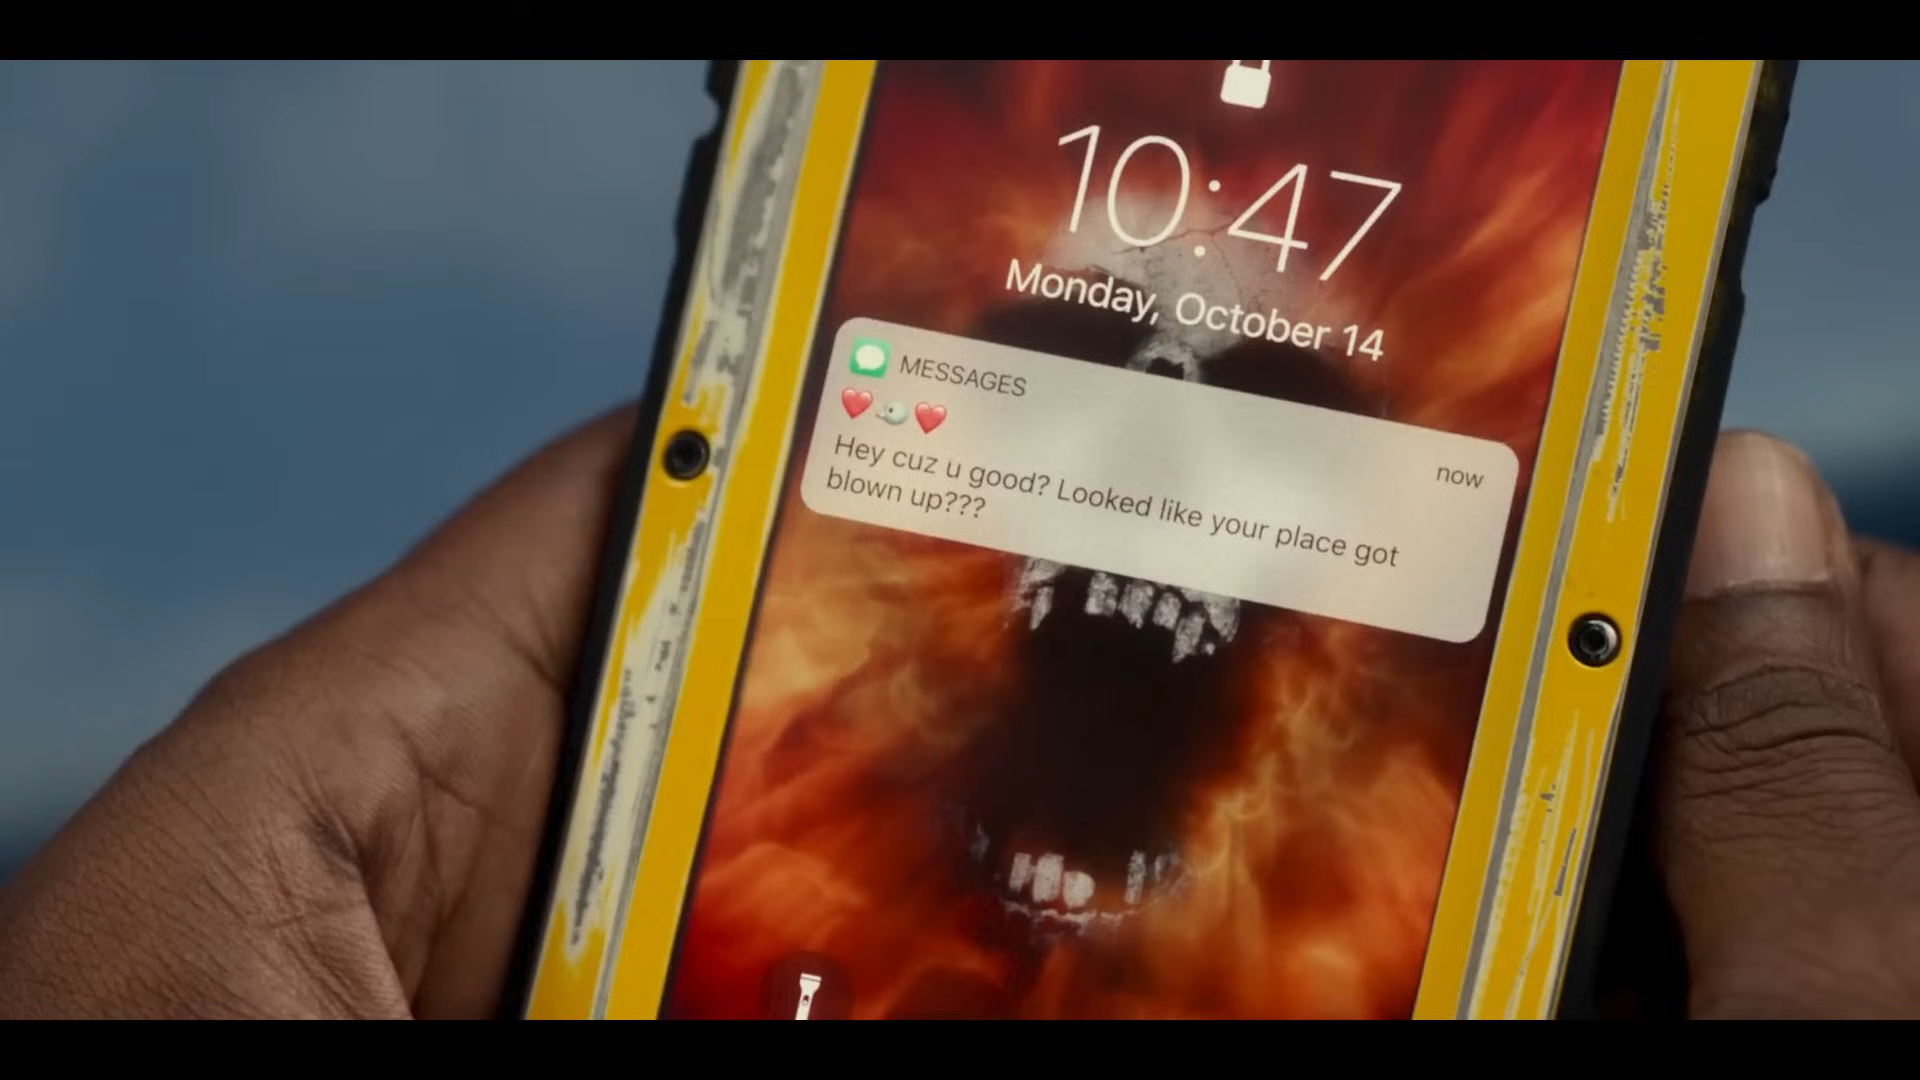 10:47
Monday, October 14
MESSAGES
❤️🐦❤️
now
Hey cuz u good? Looked like your place got
blown up???